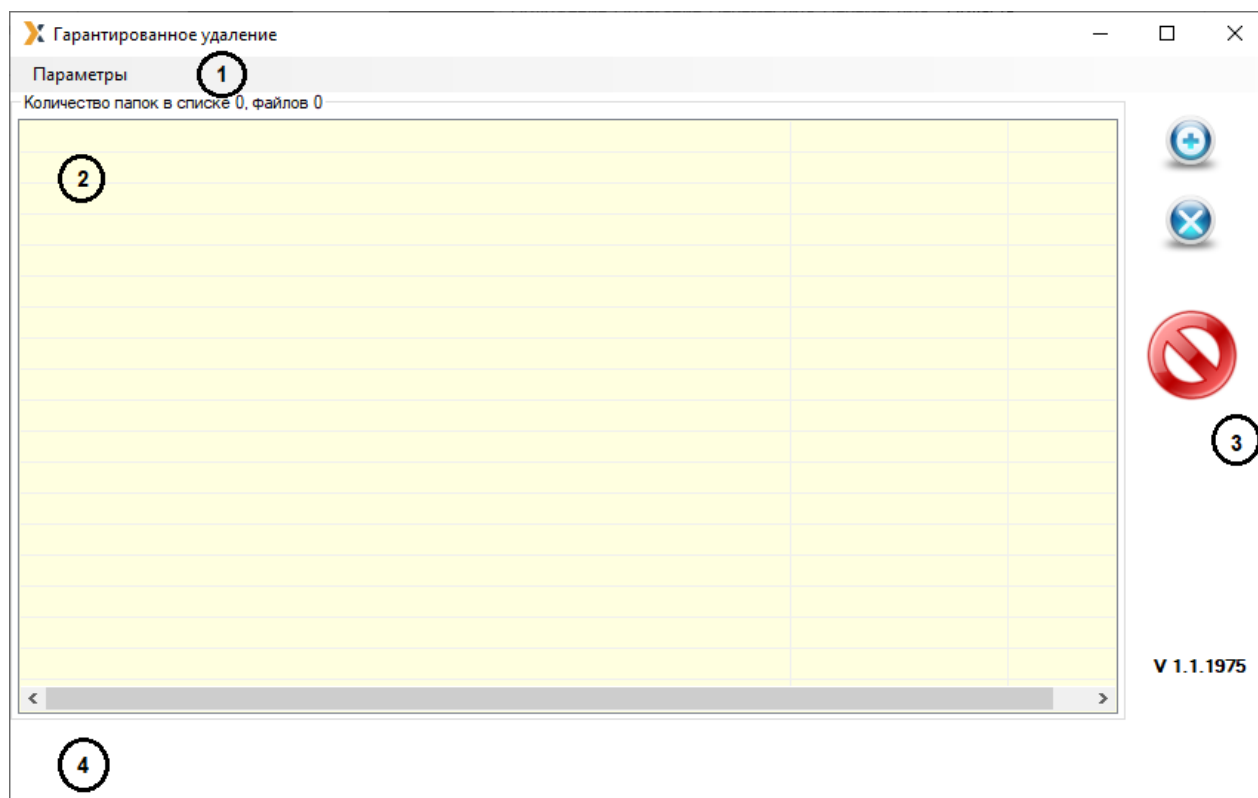 Гарантированное удаление
Параметры
1
Количество папок в списке 0, файлов 0
2
3
V 1.1.1975
4